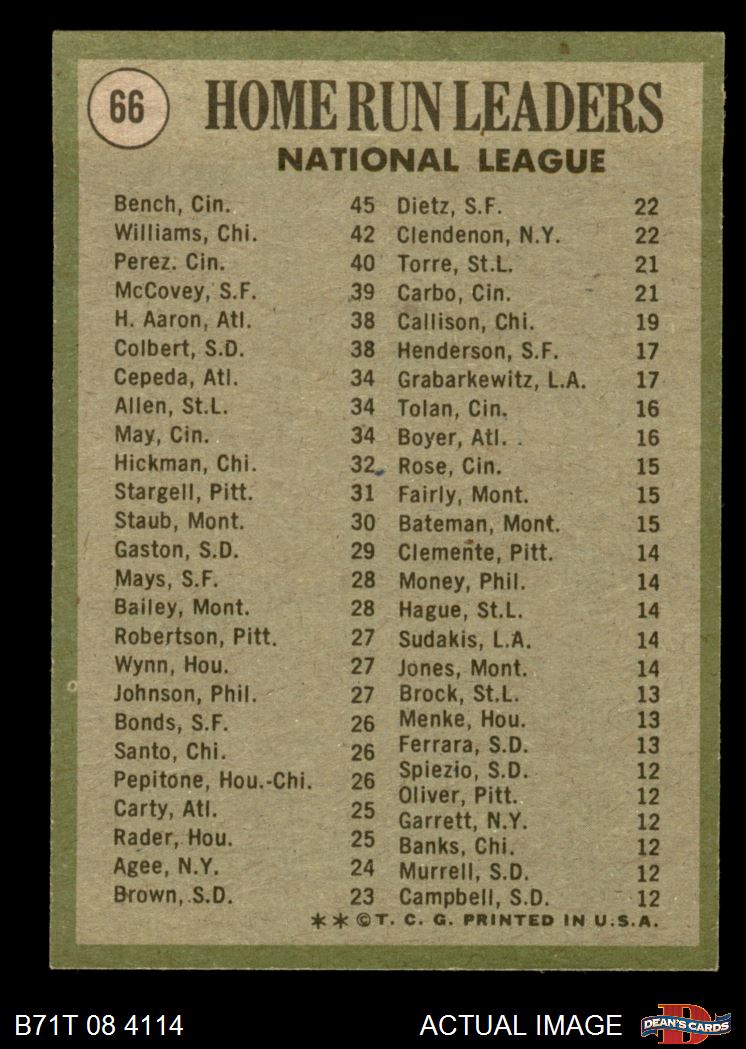 66
HOME RUN LEADERS
NATIONAL LEAGUE
Bench, Cin. 45
Williams, Chi. 42
Perez. Cin. 40
McCovey, S.F. 39
H. Aaron, Atl. 38
Colbert, S.D. 38
Cepeda, Atl. 34
Allen, St.L. 34
May, Cin. 34
Hickman, Chi. 32
Stargell, Pitt. 31
Staub, Mont. 30
Gaston, S.D. 29
Mays, S.F. 28
Bailey, Mont. 28
Robertson, Pitt. 27
Wynn, Hou. 27
Johnson, Phil. 27
Bonds, S.F. 26
Santo, Chi. 26
Pepitone, Hou.-Chi. 26
Carty, Atl. 25
Rader, Hou. 25
Agee, N.Y. 24
Brown, S.D. 23
Dietz, S.F. 22
Clendenon, N.Y. 22
Torre, St.L. 21
Carbo, Cin. 21
Callison, Chi. 19
Henderson, S.F. 17
Grabarkewitz, L.A. 17
Tolan, Cin. 16
Boyer, Atl. 16
Rose, Cin. 15
Fairly, Mont. 15
Bateman, Mont. 15
Clemente, Pitt. 14
Money, Phil. 14
Hague, St.L. 14
Sudakis, L.A. 14
Jones, Mont. 14
Brock, St.L. 13
Menke, Hou. 13
Ferrara, S.D. 13
Spiezio, S.D. 12
Oliver, Pitt. 12
Garrett, N.Y. 12
Banks, Chi. 12
Murrell, S.D. 12
Campbell, S.D. 12
**©T. C. G. PRINTED IN U.S.A.
B71T 08 4114 ACTUAL IMAGE
D
DEAN'S CARDS